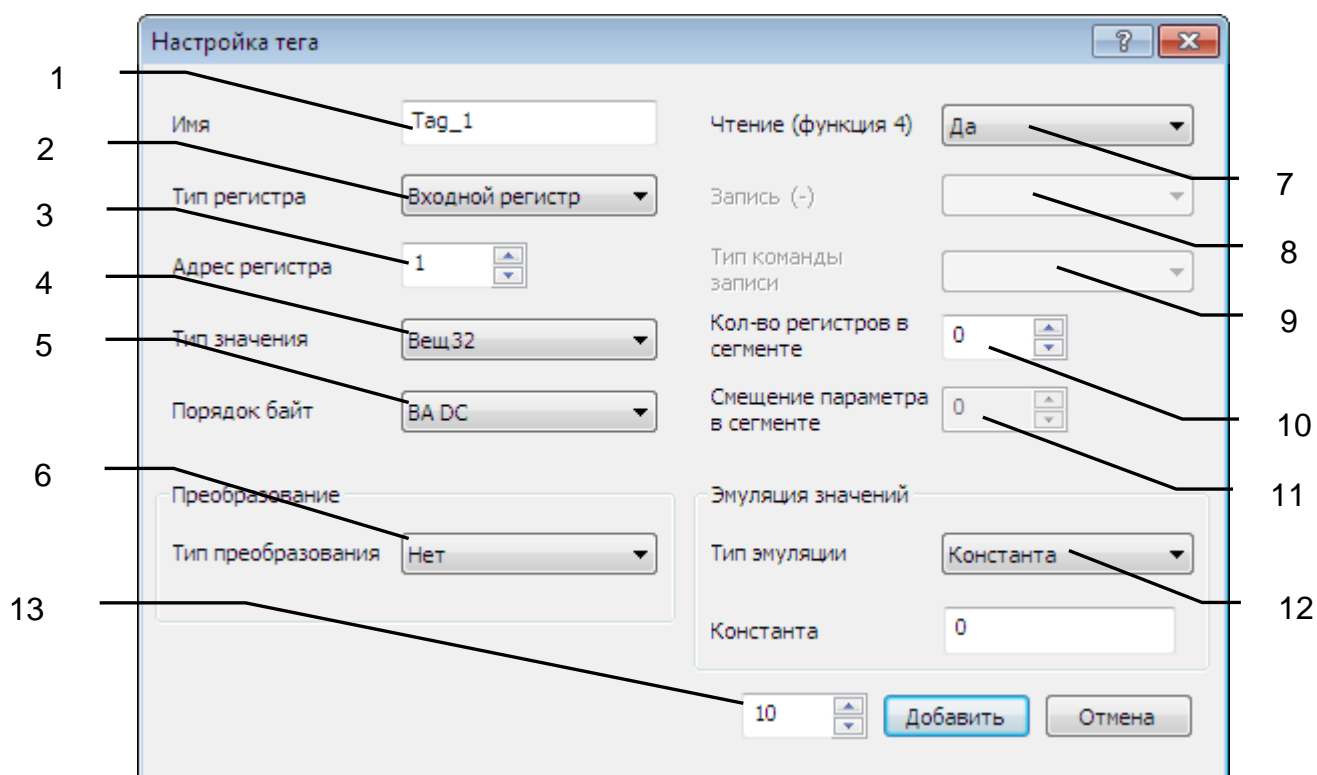 Настройка тега
1
Имя
Tag_1
Чтение (функция 4)
Да
2
Тип регистра
Входной регистр
Запись (-)
7
3
Адрес регистра
1
Тип команды
записи
8
4
Тип значения
Вещ32
Кол-во регистров в
сегменте
0
9
5
Порядок байт
BA DC
Смещение параметра
в сегменте
0
10
6
Преобразование
Эмуляция значений
11
Тип преобразования
Нет
Тип эмуляции
Константа
13
12
Константа
0
10
Добавить
Отмена